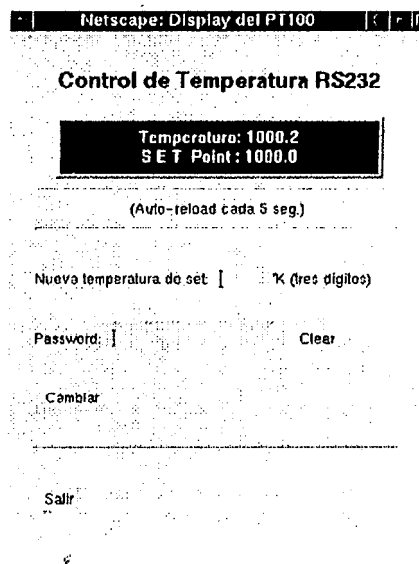 Netscape: Display del PT100
Control de Temperatura RS232
Temperatura: 1000.2
SET Point: 1000.0
(Auto-reload cada 5 seg.)
Nueva temperatura de set: °K (tres digitos)
Password: Clear
Cambiar
Salir